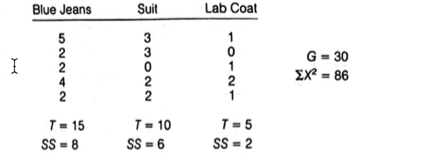 Blue Jeans Suit Lab Coat
5 3 1
2 3 0
2 0 1
4 2 2
2 2 1
G = 30
ΣX² = 86
T = 15 T = 10 T = 5
SS = 8 SS = 6 SS = 2